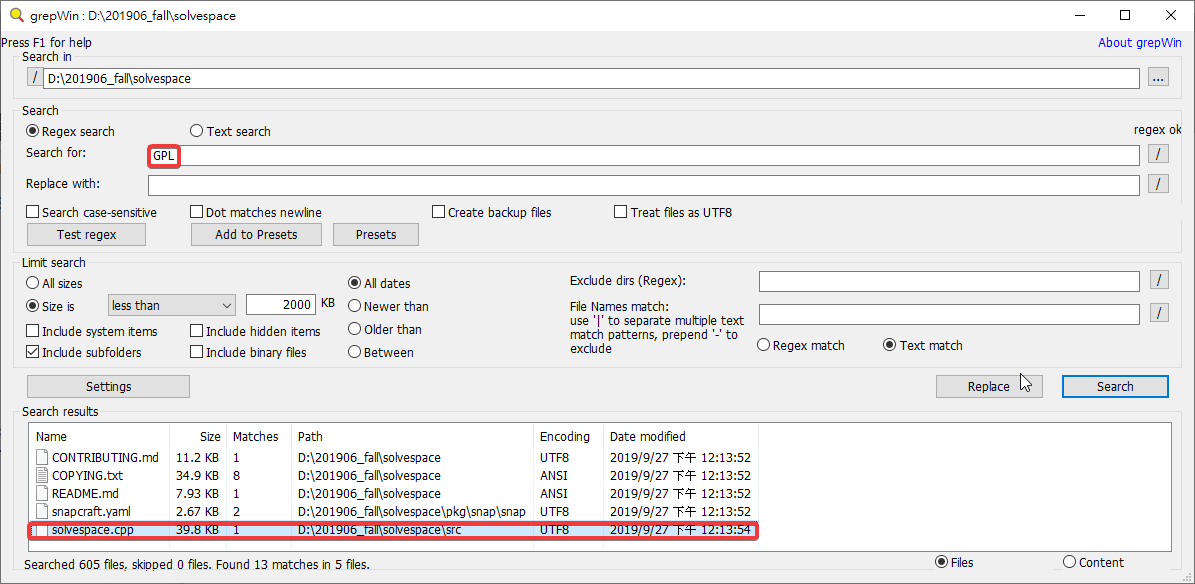 grepWin : D:\201906_fall\solvespace
Press F1 for help
About grepWin
Search in
/ D:\201906_fall\solvespace ...
Search
Regex search Text search regex ok
Search for: GPL /
Replace with: /
Search case-sensitive Dot matches newline Create backup files Treat files as UTF8
Test regex Add to Presets Presets
Limit search
All sizes All dates Exclude dirs (Regex): /
Size is less than 2000 KB Newer than File Names match: /
use '|' to separate multiple text
match patterns, prepend '-' to
exclude
Include system items Include hidden items Older than
Include subfolders Include binary files Between Regex match Text match
Settings Replace Search
Search results
Name Size Matches Path Encoding Date modified
CONTRIBUTING.md 11.2 KB 1 D:\201906_fall\solvespace UTF8 2019/9/27 下午 12:13:52
COPYING.txt 34.9 KB 8 D:\201906_fall\solvespace ANSI 2019/9/27 下午 12:13:52
README.md 7.93 KB 1 D:\201906_fall\solvespace ANSI 2019/9/27 下午 12:13:52
snapcraft.yaml 2.67 KB 2 D:\201906_fall\solvespace\pkg\snap\snap UTF8 2019/9/27 下午 12:13:52
solvespace.cpp 39.8 KB 1 D:\201906_fall\solvespace\src UTF8 2019/9/27 下午 12:13:54
Searched 605 files, skipped 0 files. Found 13 matches in 5 files. Files Content